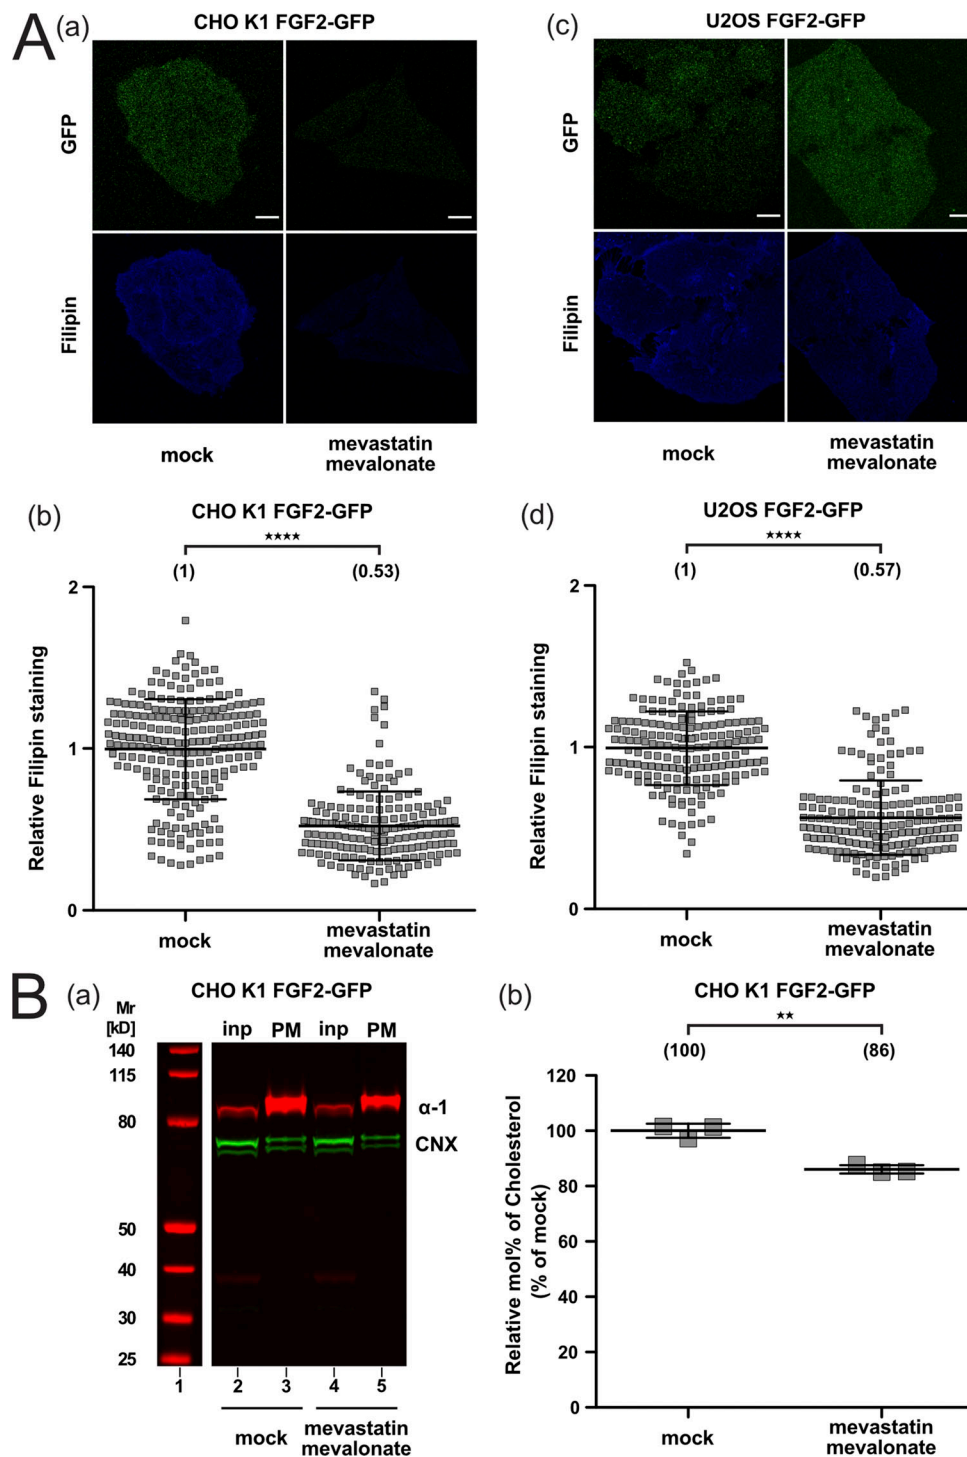 A
(a)
CHO K1 FGF2-GFP
(c)
U2OS FGF2-GFP
GFP
GFP
Filipin
Filipin
mock
mevastatin
mevalonate
mock
mevastatin
mevalonate
(b)
CHO K1 FGF2-GFP
★★★★
(1)
(0.53)
2
1
0
Relative Filipin staining
mock
mevastatin
mevalonate
(d)
U2OS FGF2-GFP
★★★★
(1)
(0.57)
2
1
0
Relative Filipin staining
mock
mevastatin
mevalonate
B
(a)
CHO K1 FGF2-GFP
Mr
[kD]
inp PM inp PM
140
115
80
50
40
30
25
α-1
CNX
1 2 3 4 5
mock
mevastatin
mevalonate
(b)
CHO K1 FGF2-GFP
★★
(100)
(86)
120
100
80
60
40
20
0
Relative mol% of Cholesterol
(% of mock)
mock
mevastatin
mevalonate